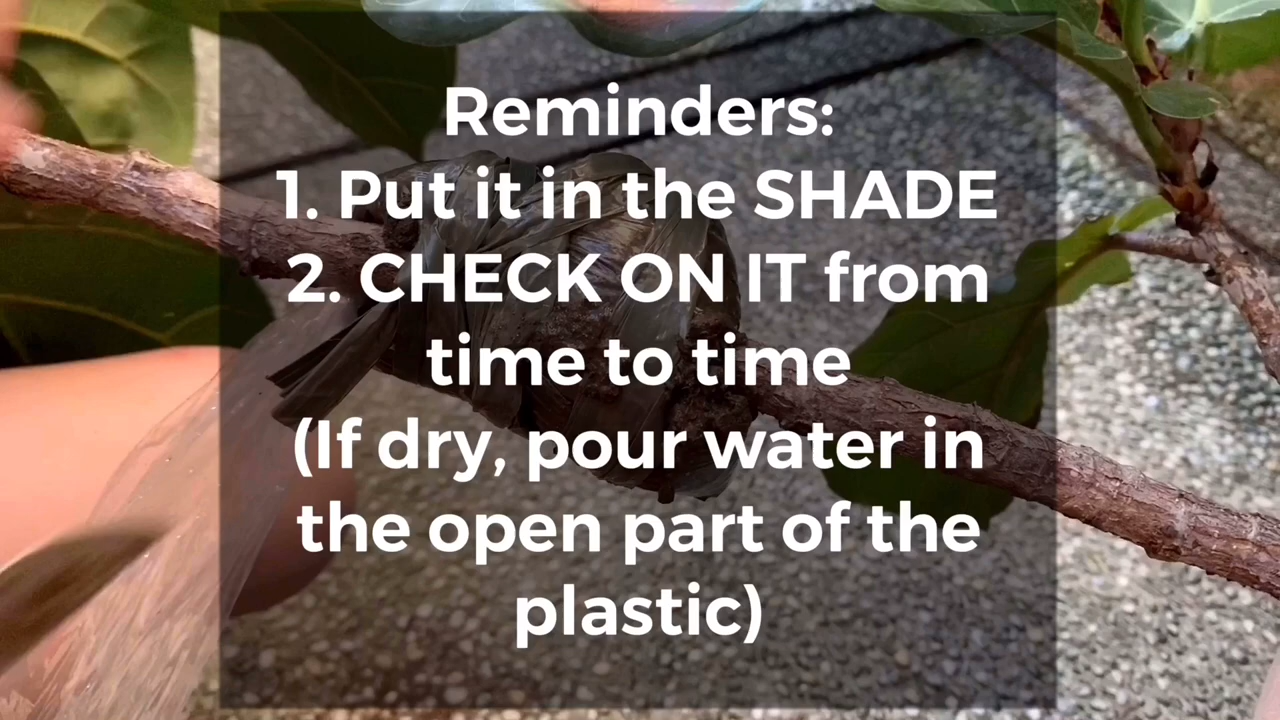 Reminders:
1. Put it in the SHADE
2. CHECK ON IT from
time to time
(If dry, pour water in
the open part of the
plastic)